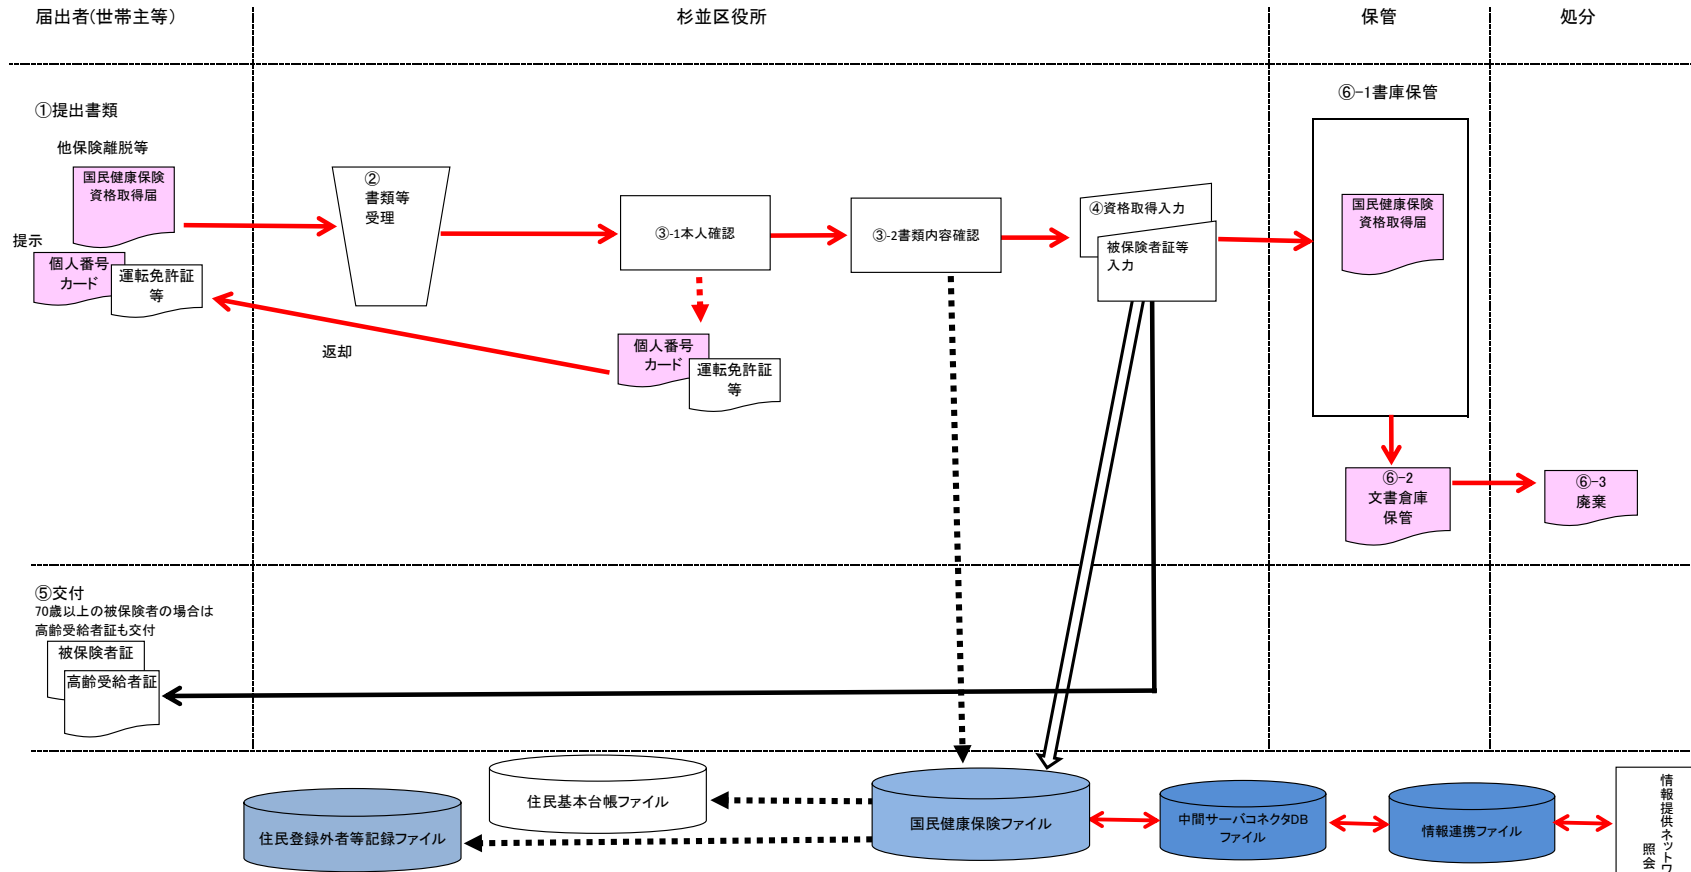 届出者(世帯主等)
杉並区役所
保管
処分
①提出書類
他保険離脱等
国民健康保険
資格取得届
提示
個人番号
カード
運転免許証
等
②
書類等
受理
③-1本人確認
③-2書類内容確認
④資格取得入力
被保険者証等
入力
⑥-1書庫保管
国民健康保険
資格取得届
返却
個人番号
カード
運転免許証
等
⑥-2
文書倉庫
保管
⑥-3
廃棄
⑤交付
70歳以上の被保険者の場合は
高齢受給者証も交付
被保険者証
高齢受給者証
住民基本台帳ファイル
住民登録外者等記録ファイル
国民健康保険ファイル
中間サーバコネクタDB
ファイル
情報連携ファイル
情報提供ネットワ
照会